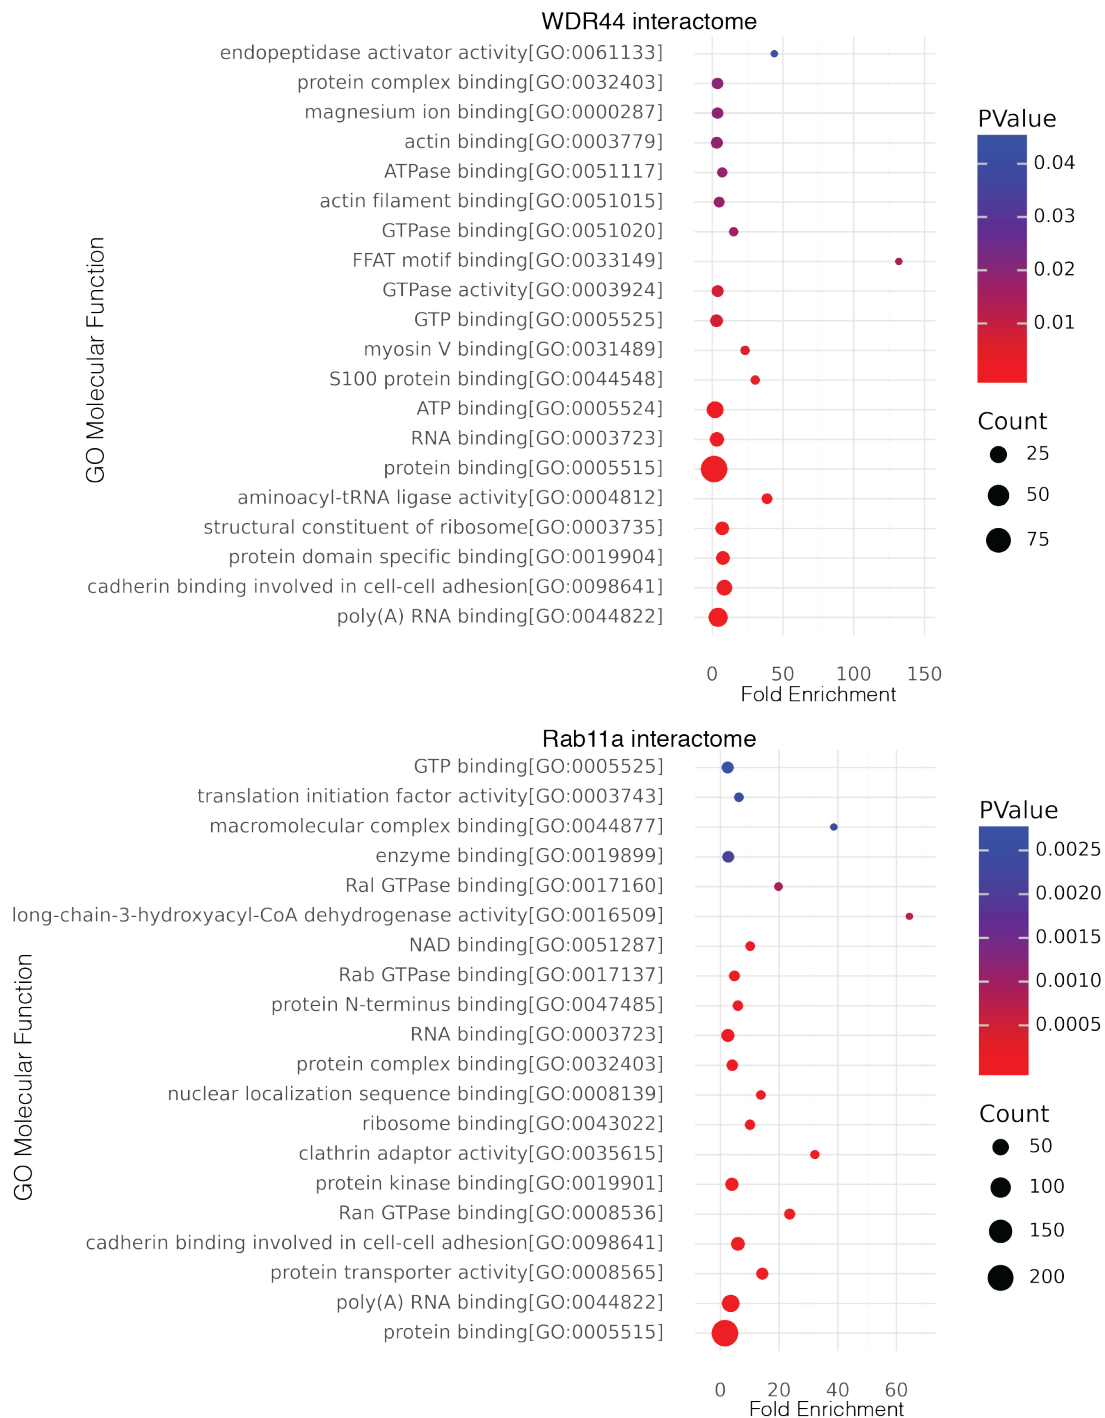 WDR44 interactome
endopeptidase activator activity[GO:0061133]
protein complex binding[GO:0032403]
magnesium ion binding[GO:0000287]
actin binding[GO:0003779]
ATPase binding[GO:0051117]
actin filament binding[GO:0051015]
GTPase binding[GO:0051020]
FFAT motif binding[GO:0033149]
GTPase activity[GO:0003924]
GTP binding[GO:0005525]
myosin V binding[GO:0031489]
S100 protein binding[GO:0044548]
ATP binding[GO:0005524]
RNA binding[GO:0003723]
protein binding[GO:0005515]
aminoacyl-tRNA ligase activity[GO:0004812]
structural constituent of ribosome[GO:0003735]
protein domain specific binding[GO:0019904]
cadherin binding involved in cell-cell adhesion[GO:0098641]
poly(A) RNA binding[GO:0044822]
GO Molecular Function
0 50 100 150
Fold Enrichment
PValue
0.04
0.03
0.02
0.01
Count
25
50
75
Rab11a interactome
GTP binding[GO:0005525]
translation initiation factor activity[GO:0003743]
macromolecular complex binding[GO:0044877]
enzyme binding[GO:0019899]
Ral GTPase binding[GO:0017160]
long-chain-3-hydroxyacyl-CoA dehydrogenase activity[GO:0016509]
NAD binding[GO:0051287]
Rab GTPase binding[GO:0017137]
protein N-terminus binding[GO:0047485]
RNA binding[GO:0003723]
protein complex binding[GO:0032403]
nuclear localization sequence binding[GO:0008139]
ribosome binding[GO:0043022]
clathrin adaptor activity[GO:0035615]
protein kinase binding[GO:0019901]
Ran GTPase binding[GO:0008536]
cadherin binding involved in cell-cell adhesion[GO:0098641]
protein transporter activity[GO:0008565]
poly(A) RNA binding[GO:0044822]
protein binding[GO:0005515]
GO Molecular Function
0 20 40 60
Fold Enrichment
PValue
0.0025
0.0020
0.0015
0.0010
0.0005
Count
50
100
150
200